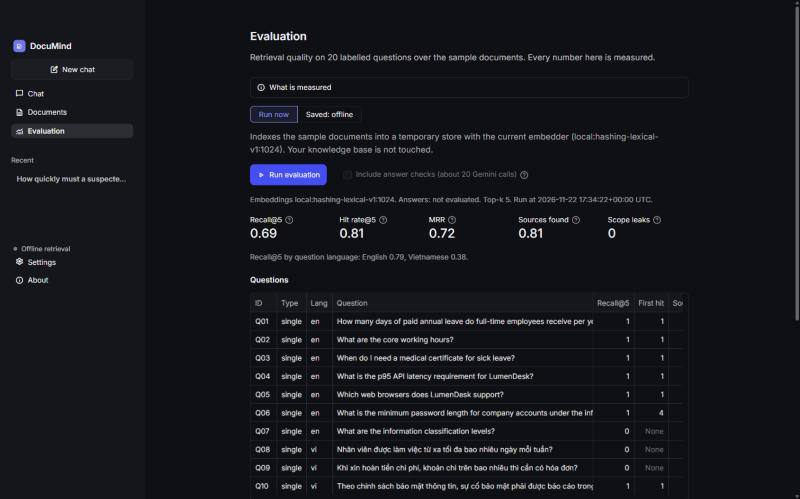 DocuMind
New chat
Chat
Documents
Evaluation
Recent
How quickly must a suspecte...
Offline retrieval
Settings
About
Evaluation
Retrieval quality on 20 labelled questions over the sample documents. Every number here is measured.
What is measured
Run now Saved: offline
Indexes the sample documents into a temporary store with the current embedder (local:hashing-lexical-
v1:1024). Your knowledge base is not touched.
Run evaluation Include answer checks (about 20 Gemini calls)
Embeddings local:hashing-lexical-v1:1024. Answers: not evaluated. Top-k 5. Run at 2026-11-22 17:34:22+00:00 UTC.
Recall@5 Hit rate@5 MRR Sources found Scope leaks
0.69 0.81 0.72 0.81 0
Recall@5 by question language: English 0.79, Vietnamese 0.38.
Questions
ID Type Lang Question Recall@5 First hit Sou
Q01 single en How many days of paid annual leave do full-time employees receive per ye 1 1
Q02 single en What are the core working hours? 1 1
Q03 single en When do I need a medical certificate for sick leave? 1 1
Q04 single en What is the p95 API latency requirement for LumenDesk? 1 1
Q05 single en Which web browsers does LumenDesk support? 1 1
Q06 single en What is the minimum password length for company accounts under the inf 1 4
Q07 single en What are the information classification levels? 0 None
Q08 single vi Nhân viên được làm việc từ xa tối đa bao nhiêu ngày mỗi tuần? 0 None
Q09 single vi Khi xin hoàn tiền chi phí, khoản chi trên bao nhiêu thì cần có hóa đơn? 0 None
Q10 single vi Theo chính sách bảo mật thông tin, sự cố bảo mật phải được báo cáo trong 1 1